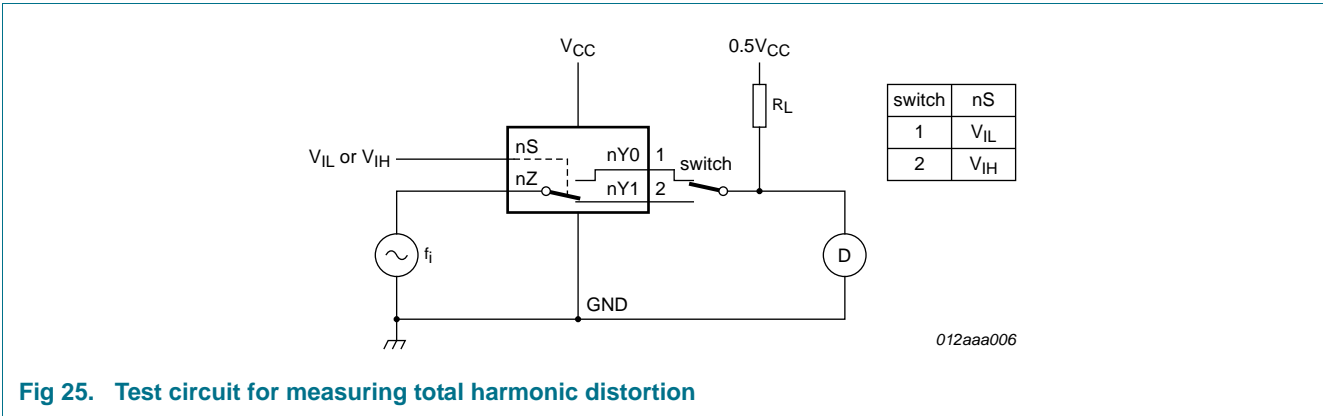 VCC
0.5VCC
RL
switch nS
1 VIL
2 VIH
VIL or VIH
nS
nZ
nY0 1
nY1 2
switch
fi
D
GND
012aaa006
Fig 25. Test circuit for measuring total harmonic distortion